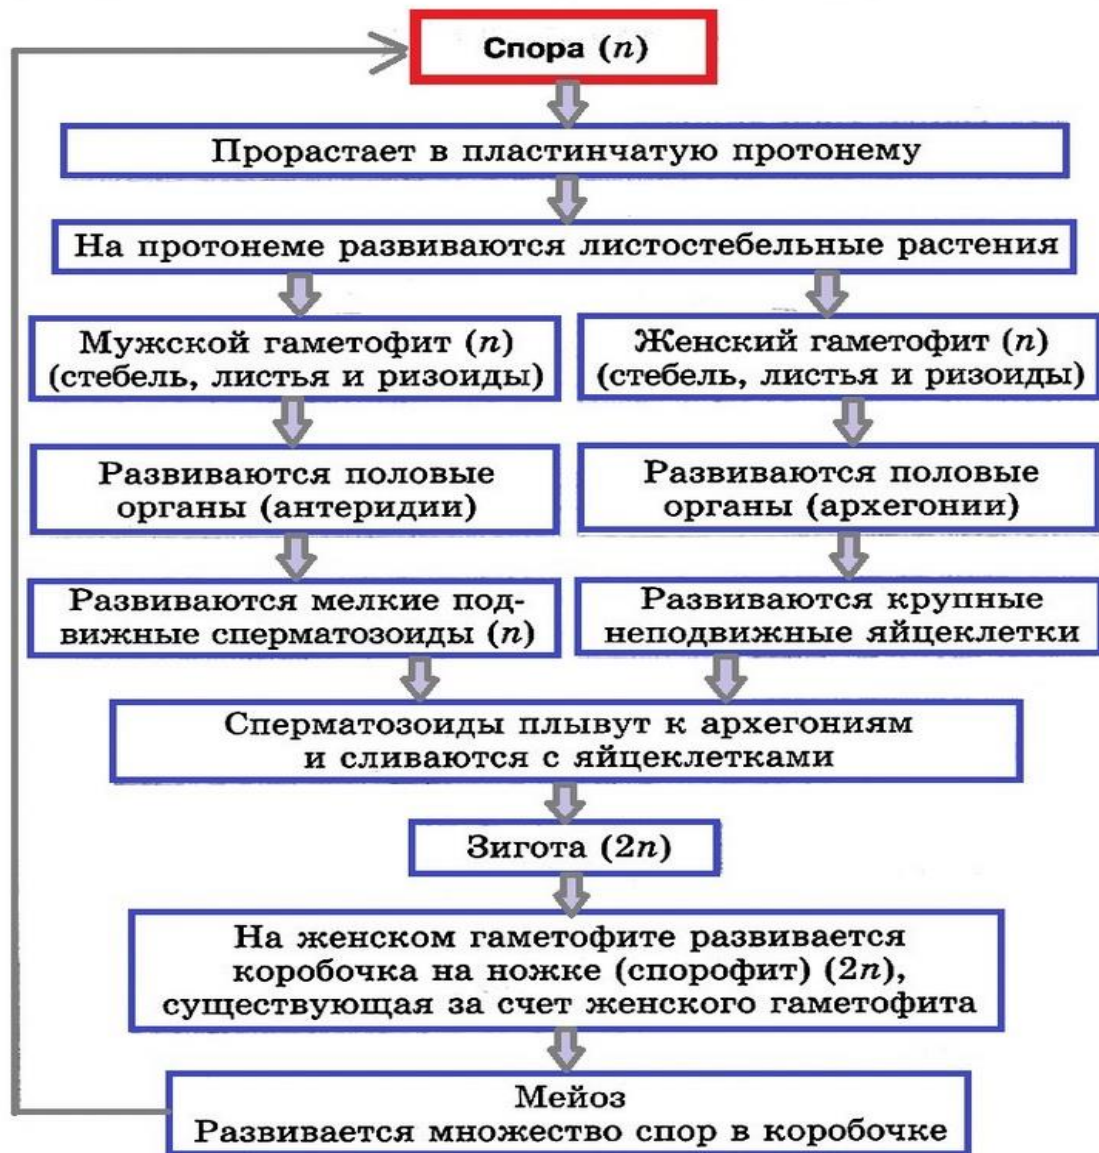 Спора (n)
Прорастает в пластинчатую протонему
На протонеме развиваются листостебельные растения
Мужской гаметофит (n)
(стебель, листья и ризоиды)
Женский гаметофит (n)
(стебель, листья и ризоиды)
Развиваются половые
органы (антеридии)
Развиваются половые
органы (архегонии)
Развиваются мелкие под-
вижные сперматозоиды (n)
Развиваются крупные
неподвижные яйцеклетки
Сперматозоиды плывут к архегониям
и сливаются с яйцеклетками
Зигота (2n)
На женском гаметофите развивается
коробочка на ножке (спорофит) (2n),
существующая за счет женского гаметофита
Мейоз
Развивается множество спор в коробочке